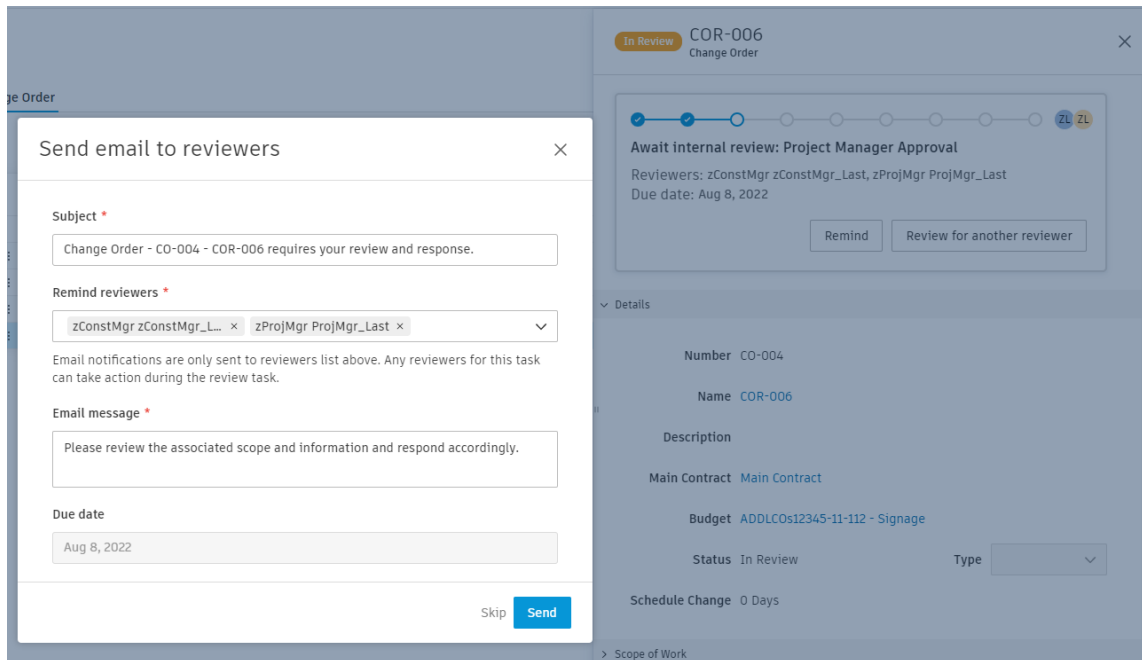 ge Order
Send email to reviewers
Subject *
Change Order - CO-004 - COR-006 requires your review and response.
Remind reviewers *
zConstMgr zConstMgr_L... × zProjMgr ProjMgr_Last ×
Email notifications are only sent to reviewers list above. Any reviewers for this task
can take action during the review task.
Email message *
Please review the associated scope and information and respond accordingly.
Due date
Aug 8, 2022
Skip Send
In Review COR-006
Change Order
ZL ZL
Await internal review: Project Manager Approval
Reviewers: zConstMgr zConstMgr_Last, zProjMgr ProjMgr_Last
Due date: Aug 8, 2022
Remind Review for another reviewer
Details
Number CO-004
Name COR-006
Description
Main Contract Main Contract
Budget ADDLCOs12345-11-112 - Signage
Status In Review Type
Schedule Change 0 Days
Scope of Work